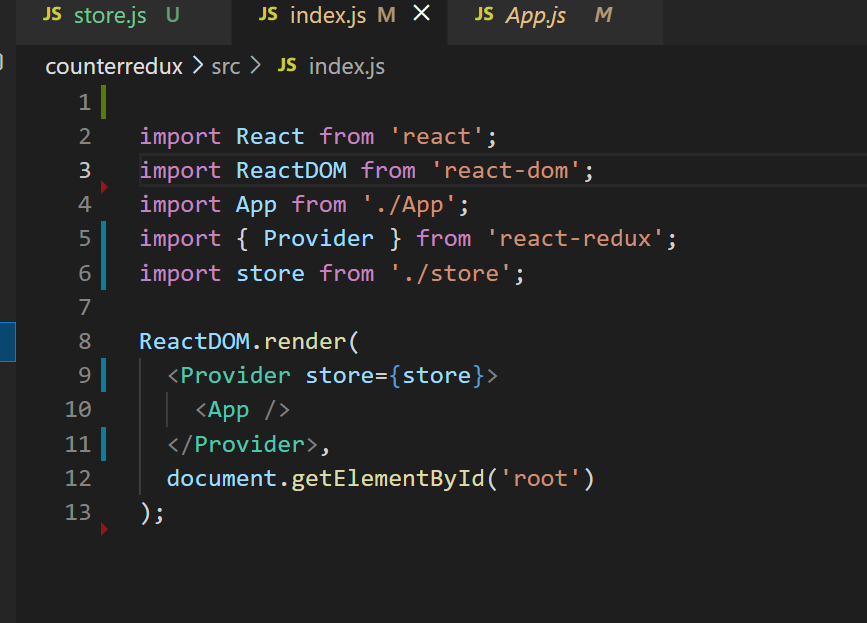 JS store.js U JS index.js M × JS App.js M
counterredux > src > JS index.js
1
2 import React from 'react';
3 import ReactDOM from 'react-dom';
4 import App from './App';
5 import { Provider } from 'react-redux';
6 import store from './store';
7
8 ReactDOM.render(
9 <Provider store={store}>
10 <App />
11 </Provider>,
12 document.getElementById('root')
13 );